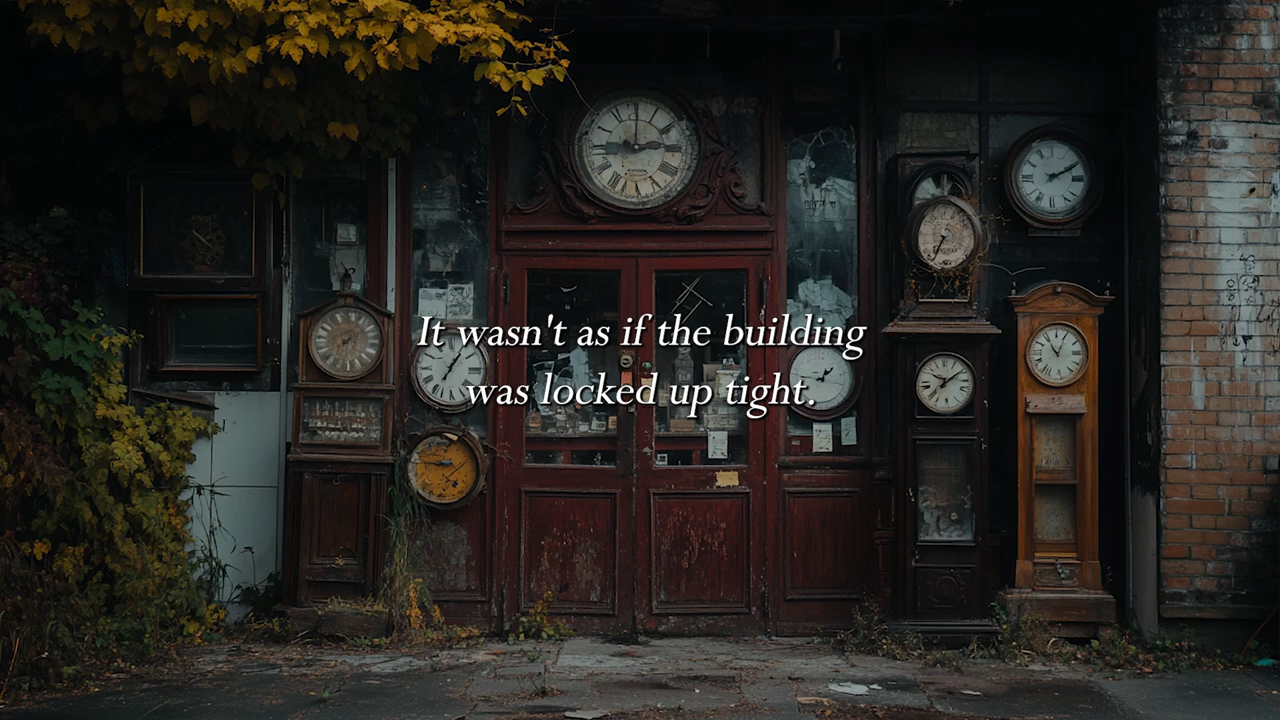 It wasn't as if the building
was locked up tight.